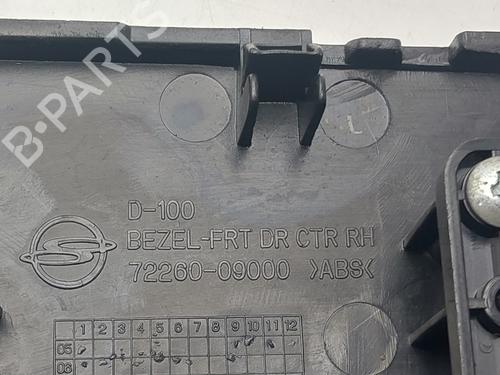 B-PARTS
L
D-100
BEZEL-FRT DR CTR RH
72260-09000 >ABS<
1 2 3 4 5 6 7 8 9 10 11 12
05
06